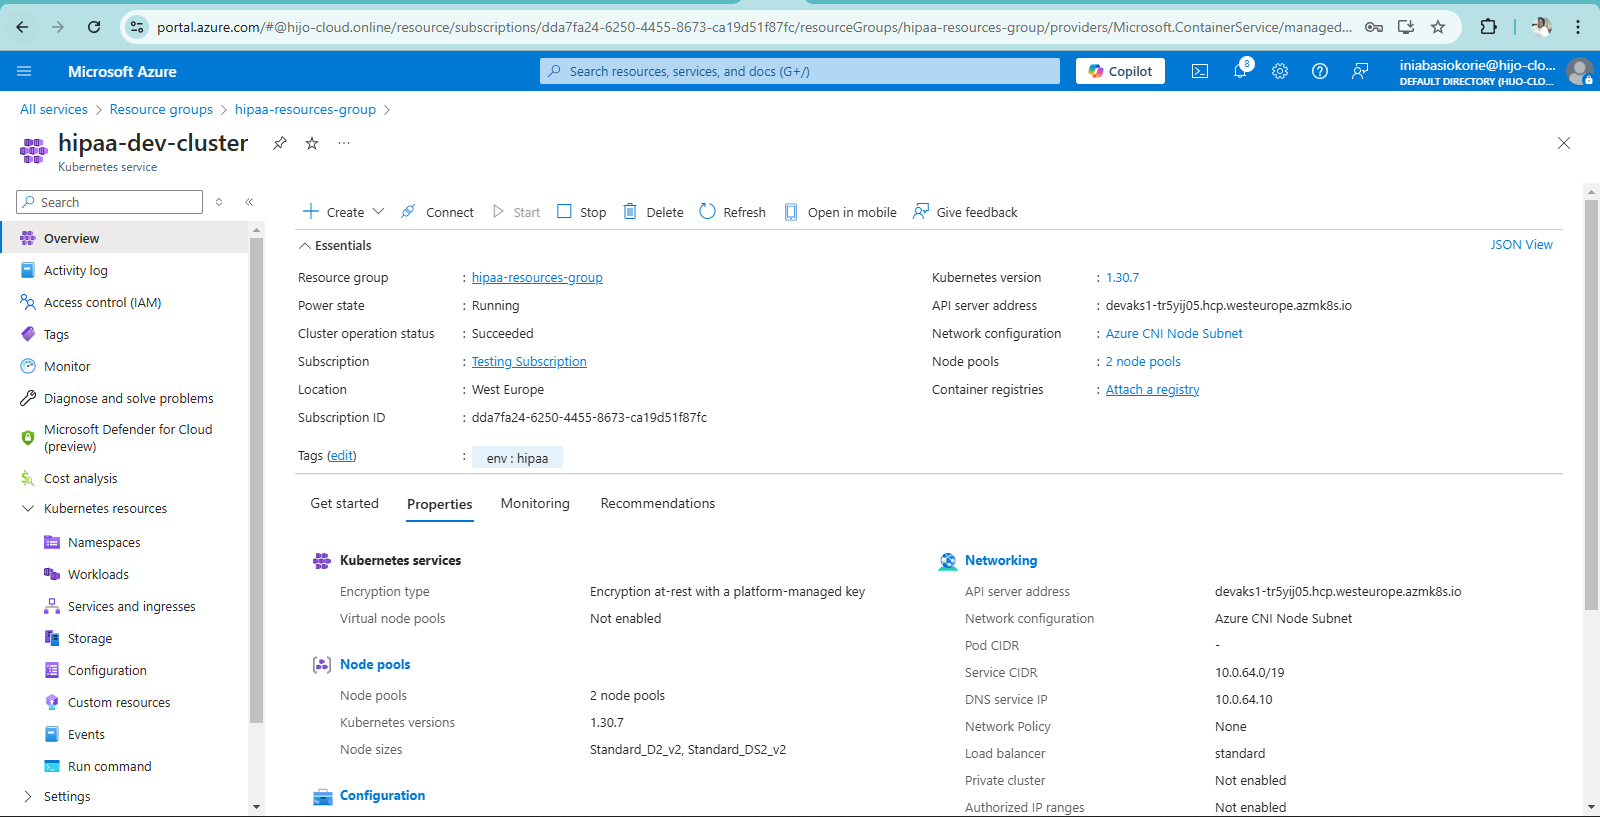 portal.azure.com/#@hijo-cloud.online/resource/subscriptions/dda7fa24-6250-4455-8673-ca19d51f87fc/resourceGroups/hipaa-resources-group/providers/Microsoft.ContainerService/managed...
Microsoft Azure
Search resources, services, and docs (G+/)
Copilot
8
iniabasiokorie@hijo-clo...
DEFAULT DIRECTORY (HIJO-CLO...
All services > Resource groups > hipaa-resources-group >
hipaa-dev-cluster
Kubernetes service
Search
Overview
Activity log
Access control (IAM)
Tags
Monitor
Diagnose and solve problems
Microsoft Defender for Cloud
(preview)
Cost analysis
Kubernetes resources
Namespaces
Workloads
Services and ingresses
Storage
Configuration
Custom resources
Events
Run command
Settings
Create
Connect
Start
Stop
Delete
Refresh
Open in mobile
Give feedback
Essentials
JSON View
Resource group : hipaa-resources-group
Power state : Running
Cluster operation status : Succeeded
Subscription : Testing Subscription
Location : West Europe
Subscription ID : dda7fa24-6250-4455-8673-ca19d51f87fc
Kubernetes version : 1.30.7
API server address : devaks1-tr5yij05.hcp.westeurope.azmk8s.io
Network configuration : Azure CNI Node Subnet
Node pools : 2 node pools
Container registries : Attach a registry
Tags (edit) : env : hipaa
Get started
Properties
Monitoring
Recommendations
Kubernetes services
Encryption type Encryption at-rest with a platform-managed key
Virtual node pools Not enabled
Node pools
Node pools 2 node pools
Kubernetes versions 1.30.7
Node sizes Standard_D2_v2, Standard_DS2_v2
Configuration
Networking
API server address devaks1-tr5yij05.hcp.westeurope.azmk8s.io
Network configuration Azure CNI Node Subnet
Pod CIDR -
Service CIDR 10.0.64.0/19
DNS service IP 10.0.64.10
Network Policy None
Load balancer standard
Private cluster Not enabled
Authorized IP ranges Not enabled